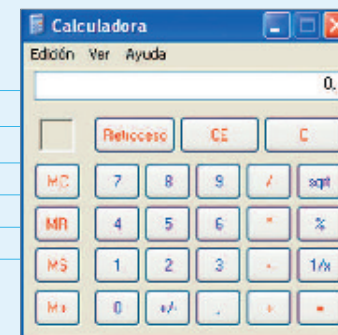 Calculadora
Edición Ver Ayuda
0,
Retroceso CE C
MC 7 8 9 / sqrt
MR 4 5 6 * %
MS 1 2 3 - 1/x
M+ 0 +/- , + =